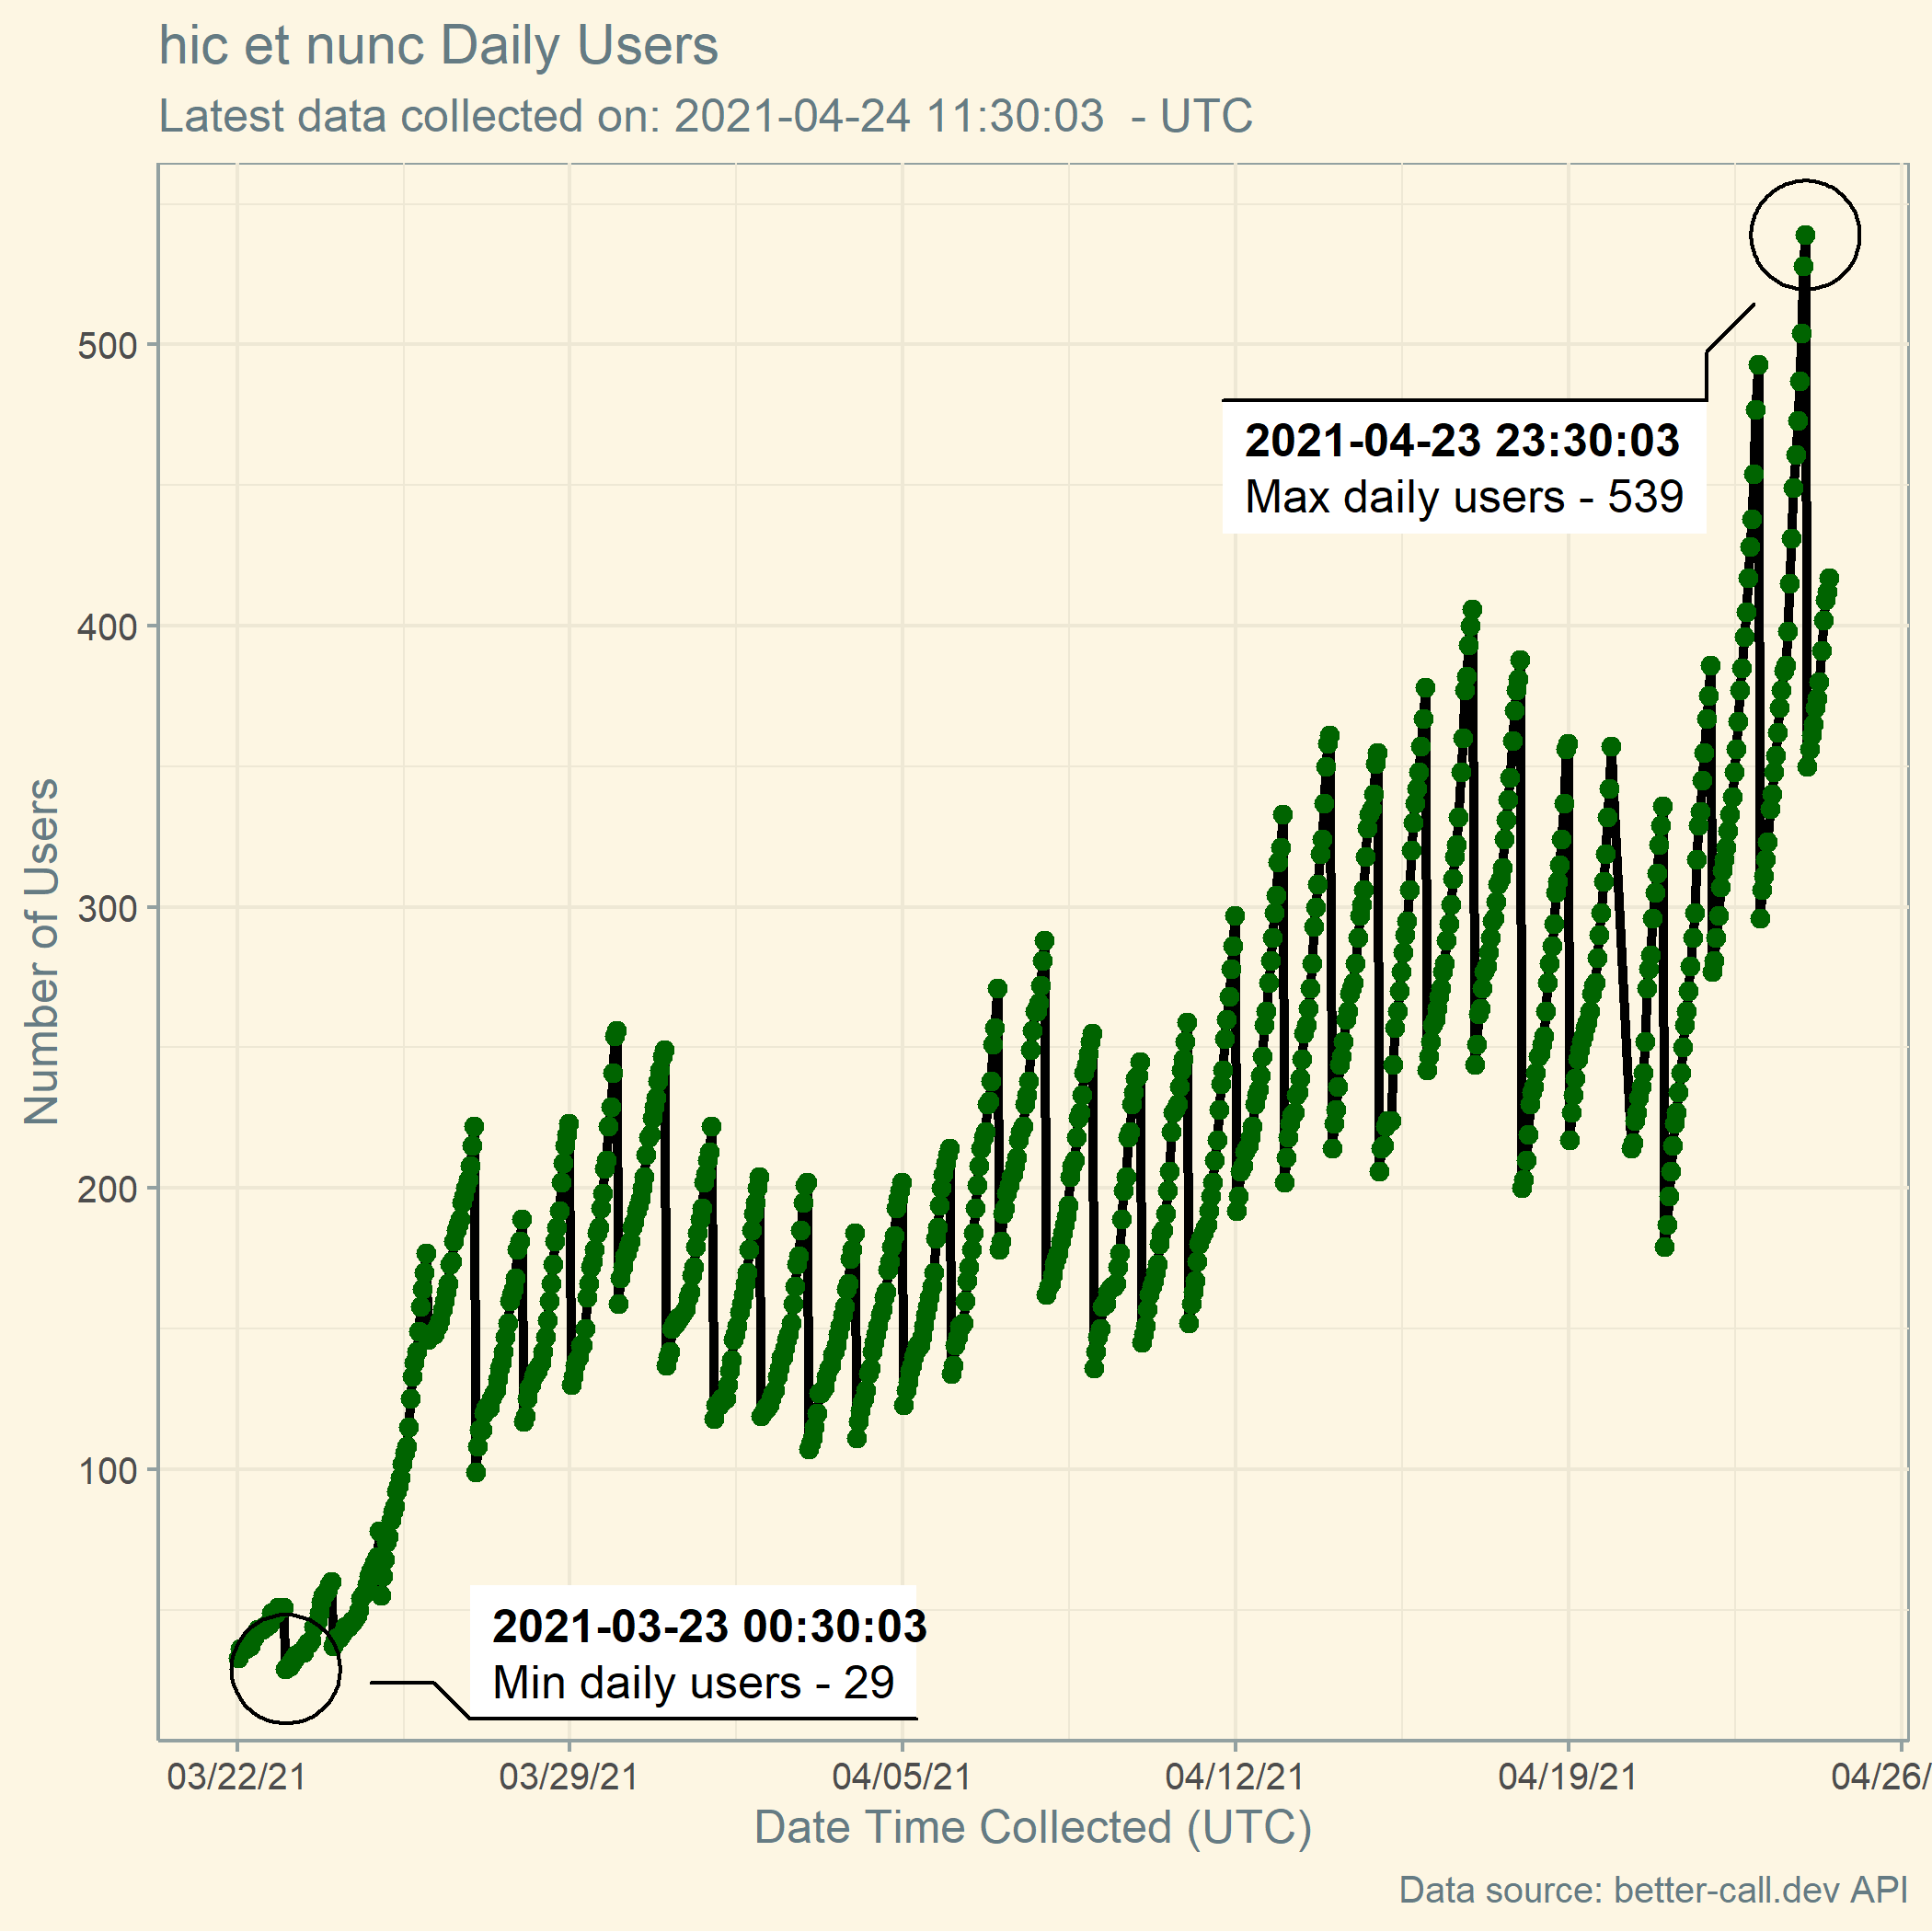 hic et nunc Daily Users
Latest data collected on: 2021-04-24 11:30:03  - UTC
Number of Users
500
400
300
200
100
2021-04-23 23:30:03
Max daily users - 539
2021-03-23 00:30:03
Min daily users - 29
03/22/21
03/29/21
04/05/21
04/12/21
04/19/21
04/26/
Date Time Collected (UTC)
Data source: better-call.dev API